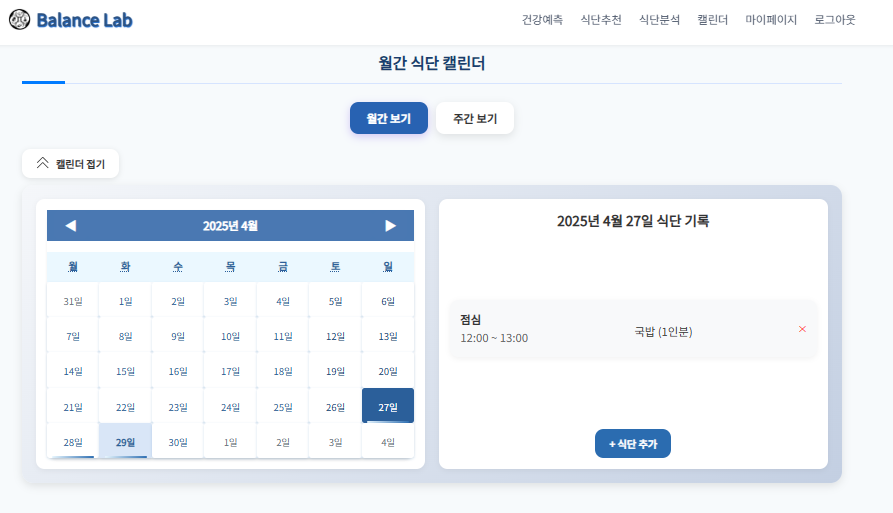 Balance Lab
건강예측 식단추천 식단분석 캘린더 마이페이지 로그아웃
월간 식단 캘린더
월간 보기 주간 보기
캘린더 접기
◀ 2025년 4월 ▶
월 화 수 목 금 토 일
31일 1일 2일 3일 4일 5일 6일
7일 8일 9일 10일 11일 12일 13일
14일 15일 16일 17일 18일 19일 20일
21일 22일 23일 24일 25일 26일 27일
28일 29일 30일 1일 2일 3일 4일
2025년 4월 27일 식단 기록
점심
12:00 ~ 13:00
국밥 (1인분) ×
+ 식단 추가